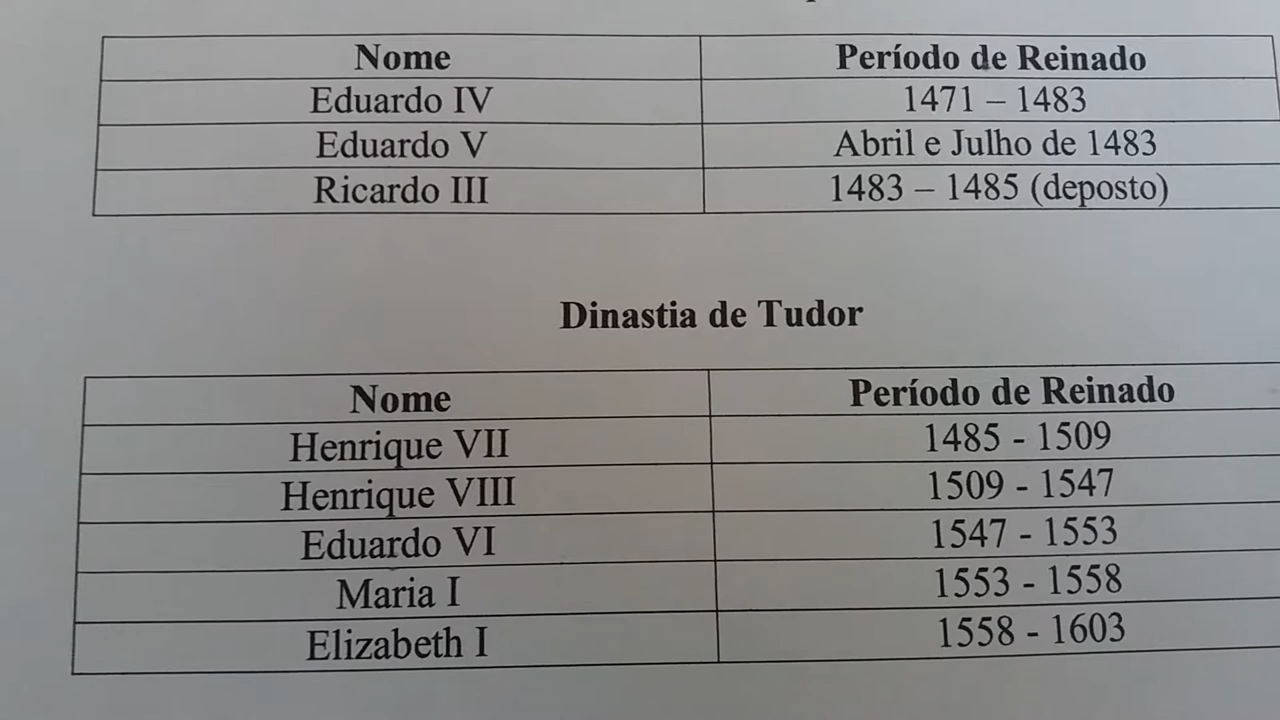 Nome Período de Reinado
Eduardo IV 1471 – 1483
Eduardo V Abril e Julho de 1483
Ricardo III 1483 – 1485 (deposto)
Dinastia de Tudor
Nome Período de Reinado
Henrique VII 1485 - 1509
Henrique VIII 1509 - 1547
Eduardo VI 1547 - 1553
Maria I 1553 - 1558
Elizabeth I 1558 - 1603